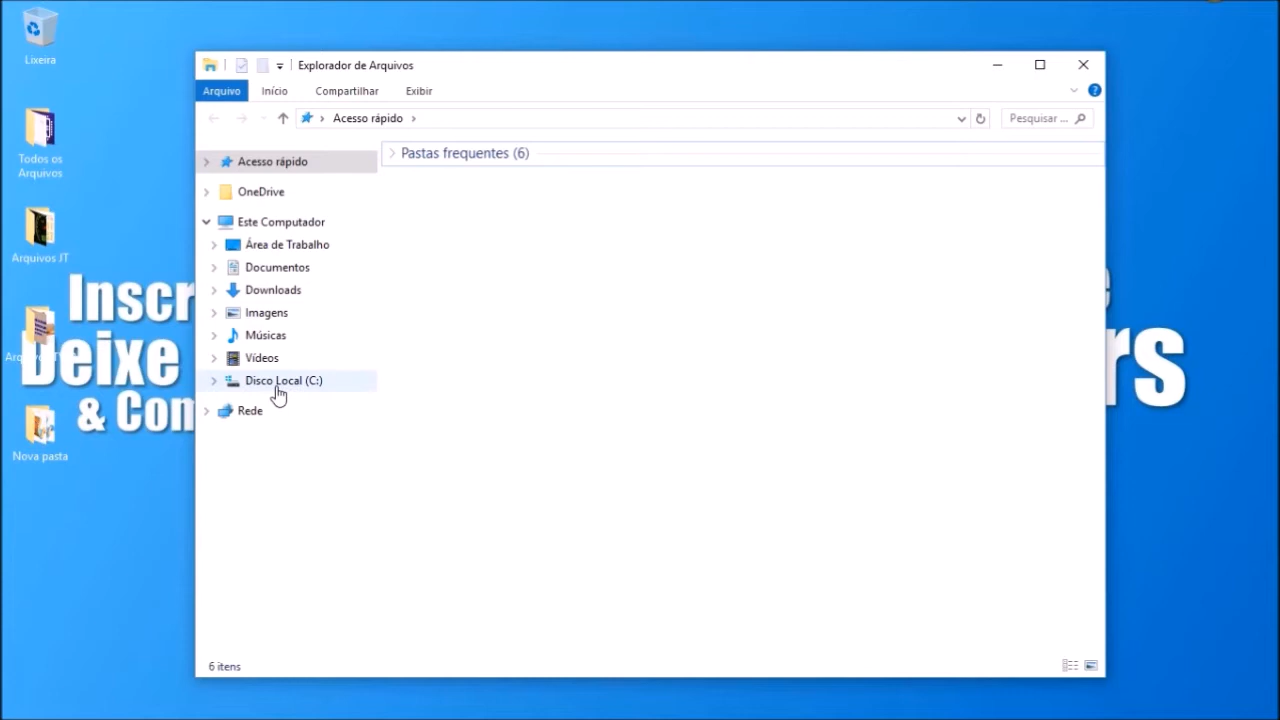 Lixeira
Todos os
Arquivos
Arquivos JT
Nova pasta
Inscr
Deixe
& Com
e
rs
Explorador de Arquivos
Arquivo Início Compartilhar Exibir
Acesso rápido
Pesquisar ...
Acesso rápido
OneDrive
Este Computador
Área de Trabalho
Documentos
Downloads
Imagens
Músicas
Vídeos
Disco Local (C:)
Rede
Pastas frequentes (6)
6 itens